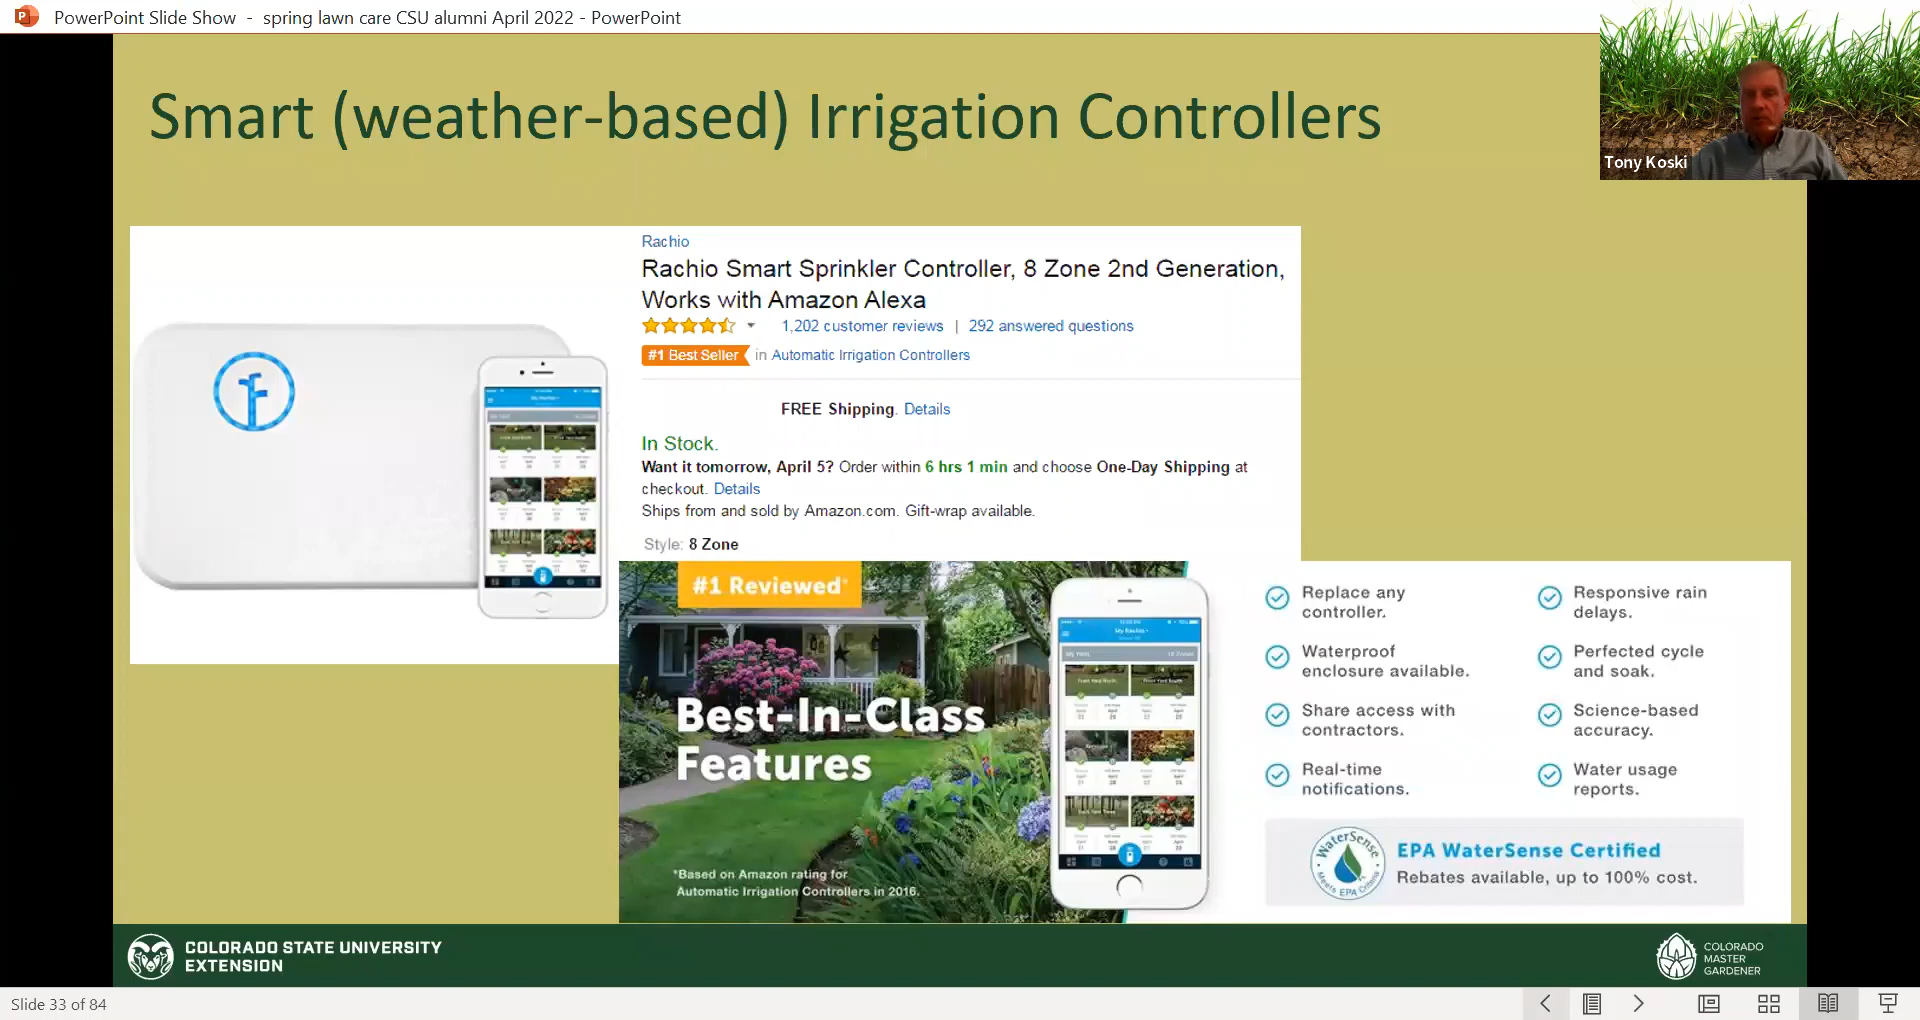 PowerPoint Slide Show - spring lawn care CSU alumni April 2022 - PowerPoint
Smart (weather-based) Irrigation Controllers
Tony Koski
Rachio
Rachio Smart Sprinkler Controller, 8 Zone 2nd Generation,
Works with Amazon Alexa
1,202 customer reviews | 292 answered questions
#1 Best Seller in Automatic Irrigation Controllers
FREE Shipping. Details
In Stock.
Want it tomorrow, April 5? Order within 6 hrs 1 min and choose One-Day Shipping at
checkout. Details
Ships from and sold by Amazon.com. Gift-wrap available.
Style: 8 Zone
#1 Reviewed*
Best-In-Class
Features
*Based on Amazon rating for
Automatic Irrigation Controllers in 2016.
Replace any
controller.
Waterproof
enclosure available.
Share access with
contractors.
Real-time
notifications.
Responsive rain
delays.
Perfected cycle
and soak.
Science-based
accuracy.
Water usage
reports.
WaterSense
Meets EPA Criteria
EPA WaterSense Certified
Rebates available, up to 100% cost.
COLORADO STATE UNIVERSITY
EXTENSION
COLORADO
MASTER
GARDENER
Slide 33 of 84